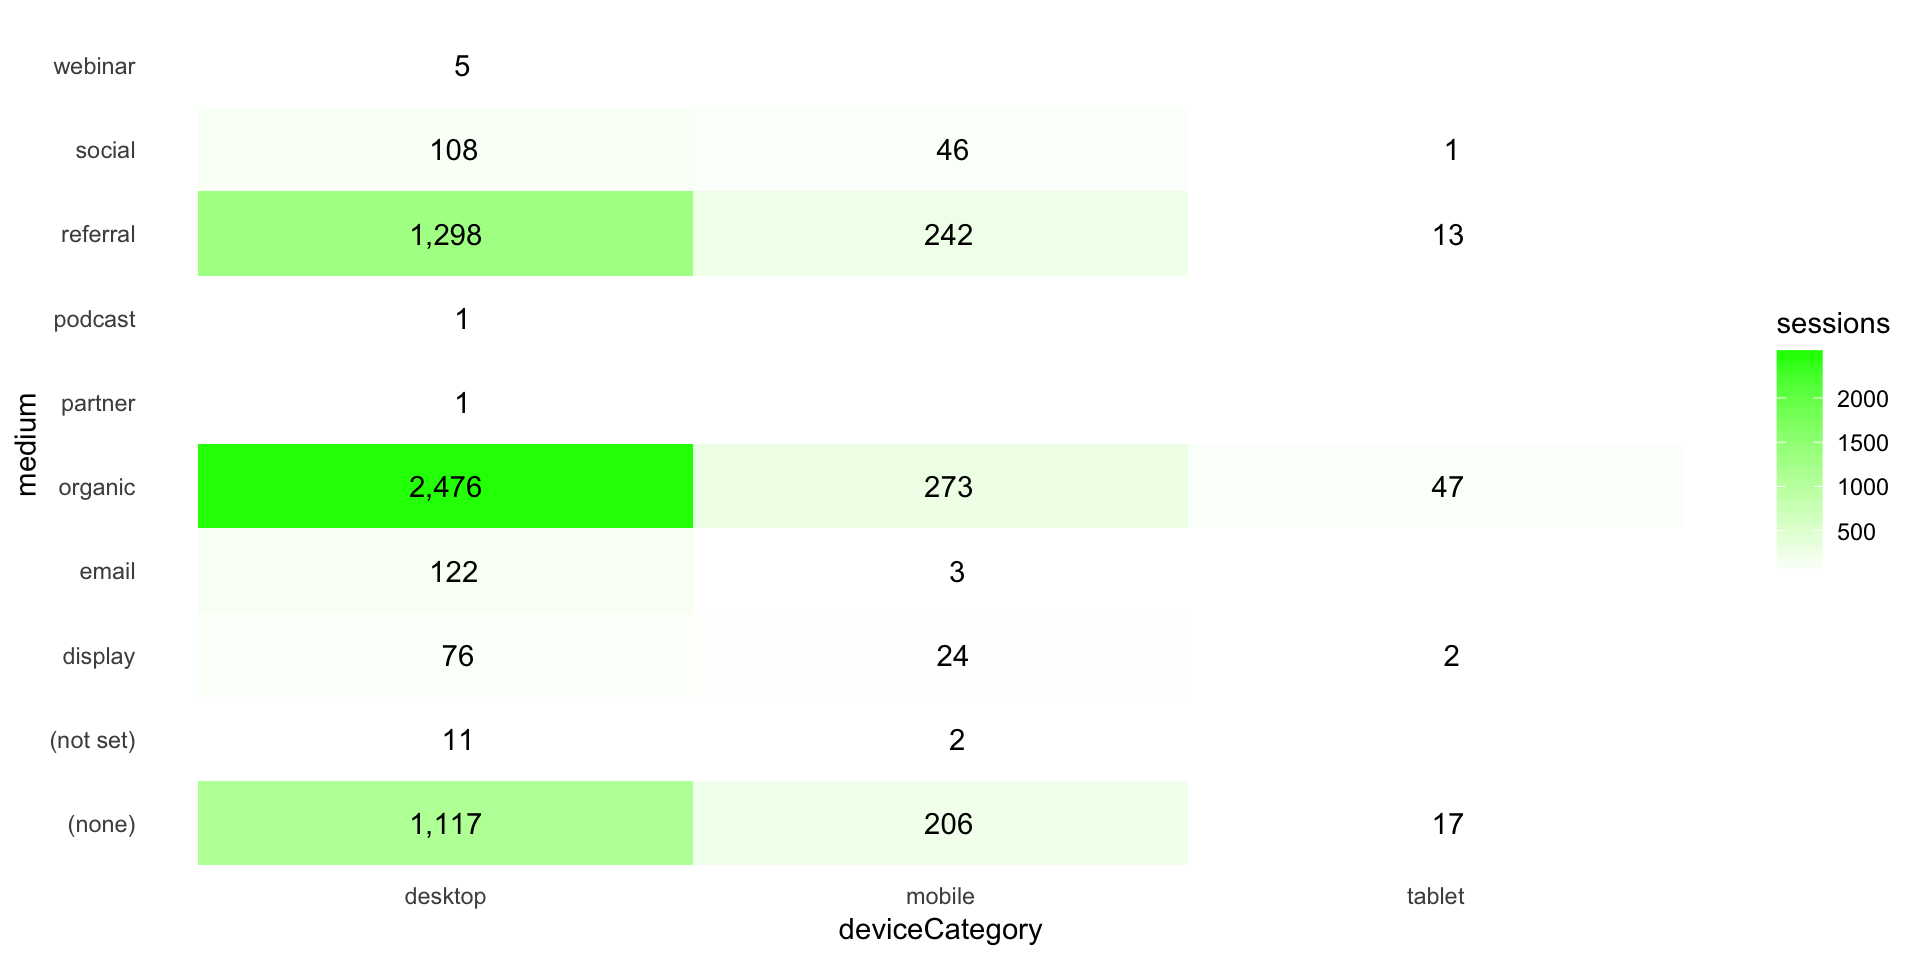 webinar 5
social 108 46 1
referral 1,298 242 13
podcast 1
sessions
partner 1
2000
1500
medium
organic 2,476 273 47
1000
500
email 122 3
display 76 24 2
(not set) 11 2
(none) 1,117 206 17
desktop mobile tablet
deviceCategory